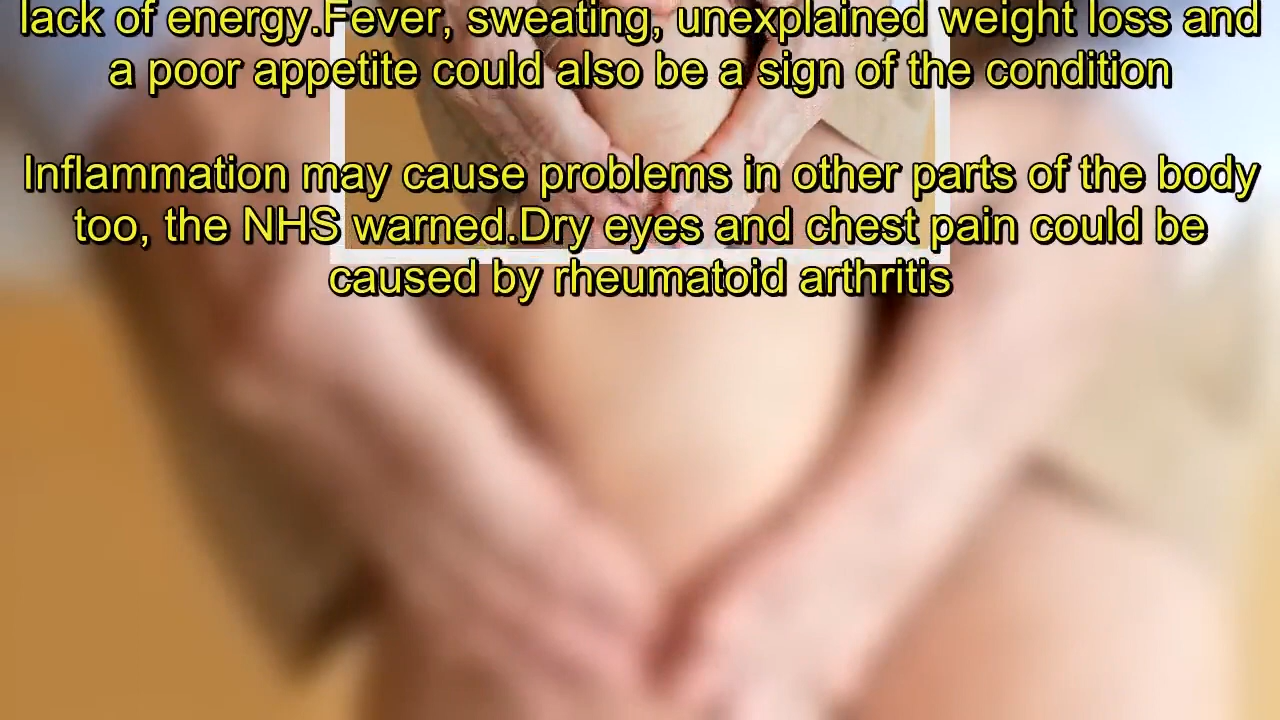 lack of energy.Fever, sweating, unexplained weight loss and
a poor appetite could also be a sign of the condition
Inflammation may cause problems in other parts of the body
too, the NHS warned.Dry eyes and chest pain could be
caused by rheumatoid arthritis